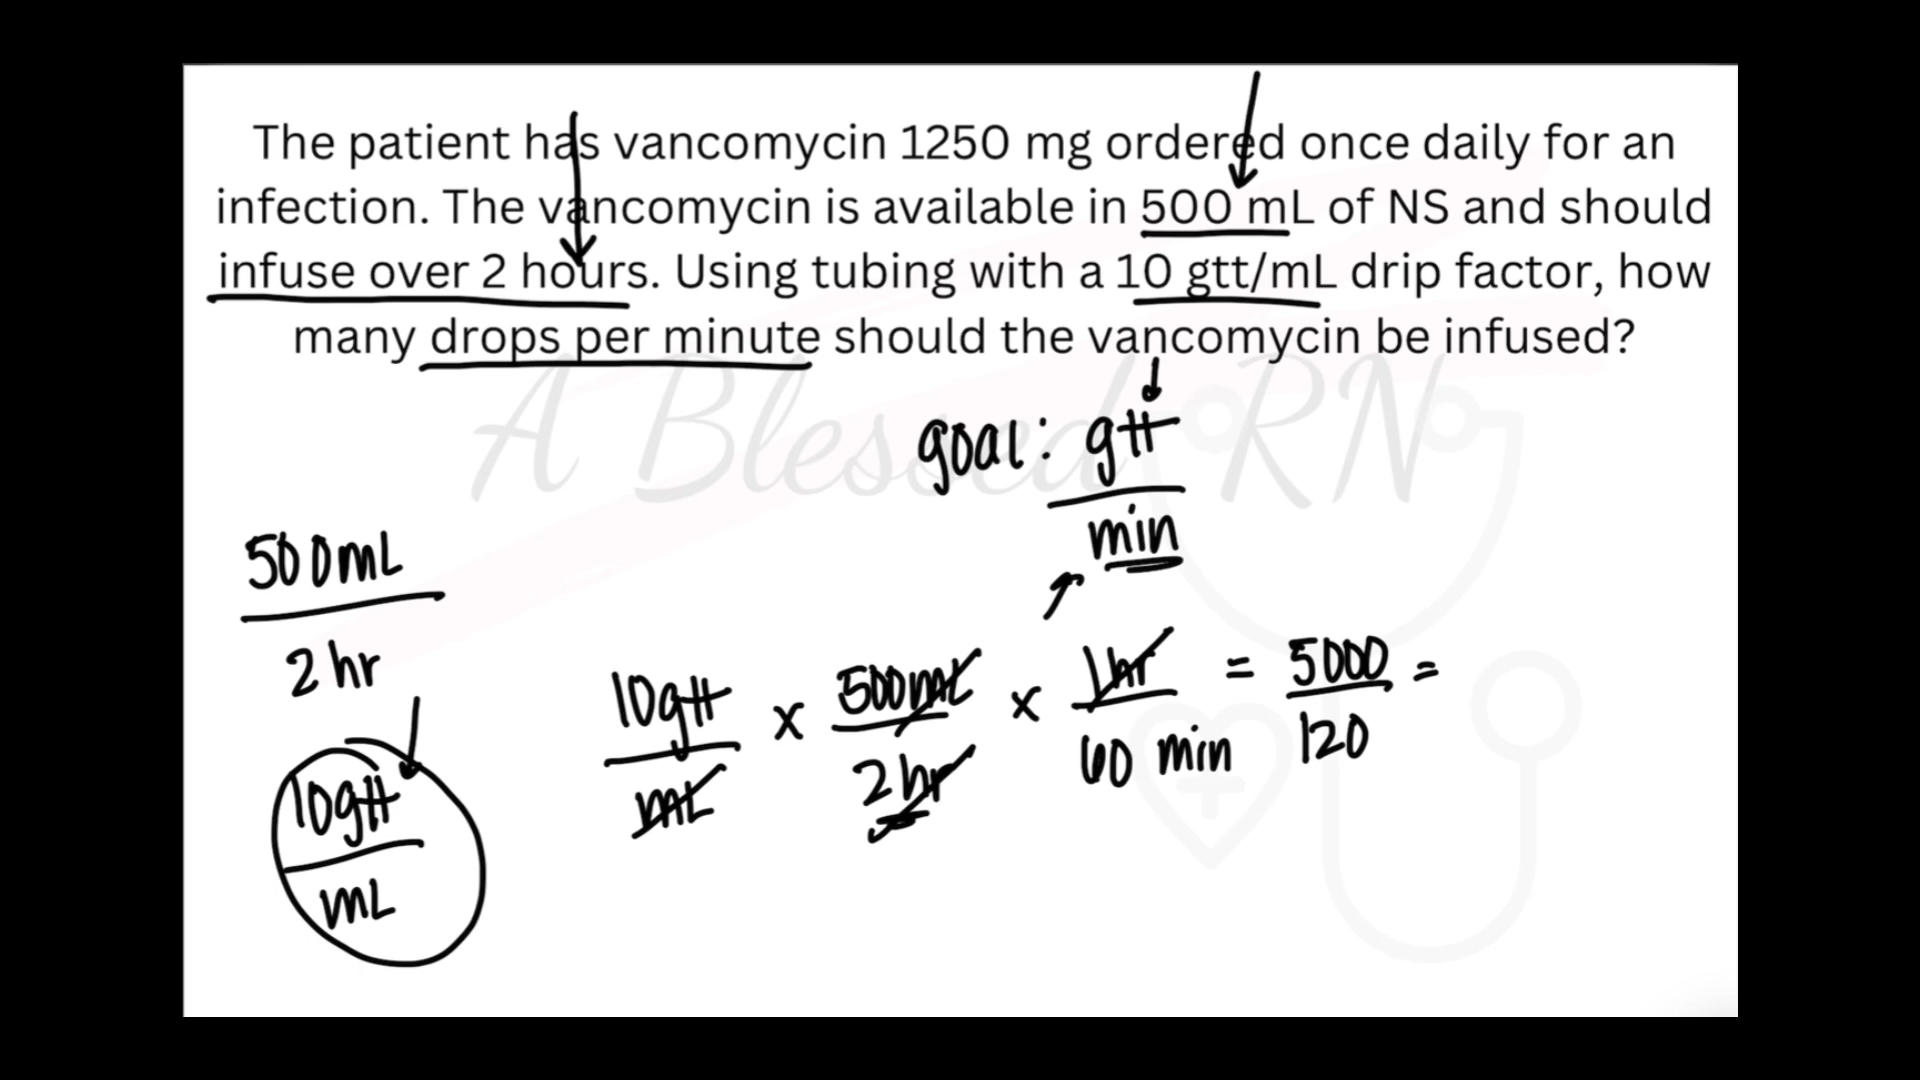 The patient has vancomycin 1250 mg ordered once daily for an
infection. The vancomycin is available in 500 mL of NS and should
infuse over 2 hours. Using tubing with a 10 gtt/mL drip factor, how
many drops per minute should the vancomycin be infused?
A Blessed RN
goal: gtt
min
500mL
2 hr
10gtt
mL
10gtt x 500mL x 1hr = 5000 =
mL 2hr 60 min 120